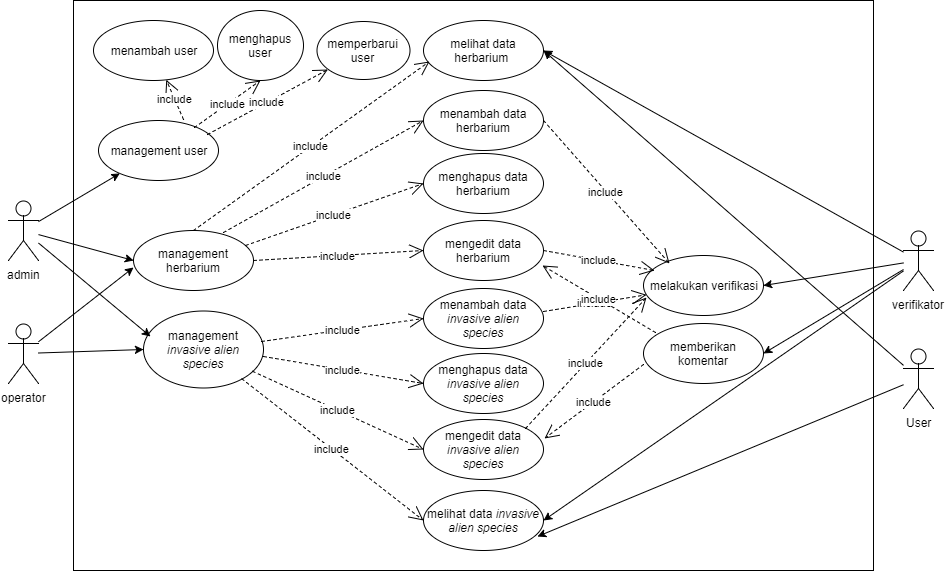 menambah user
menghapus
user
memperbarui
user
melihat data
herbarium
include
include
include
management user
menambah data
herbarium
include
include
menghapus data
herbarium
include
include
admin
management
herbarium
include
mengedit data
herbarium
include
melakukan verifikasi
verifikator
management
invasive alien
species
include
menambah data
invasive alien
species
include
memberikan
komentar
operator
include
menghapus data
invasive alien
species
include
include
include
mengedit data
invasive alien
species
User
include
melihat data invasive
alien species